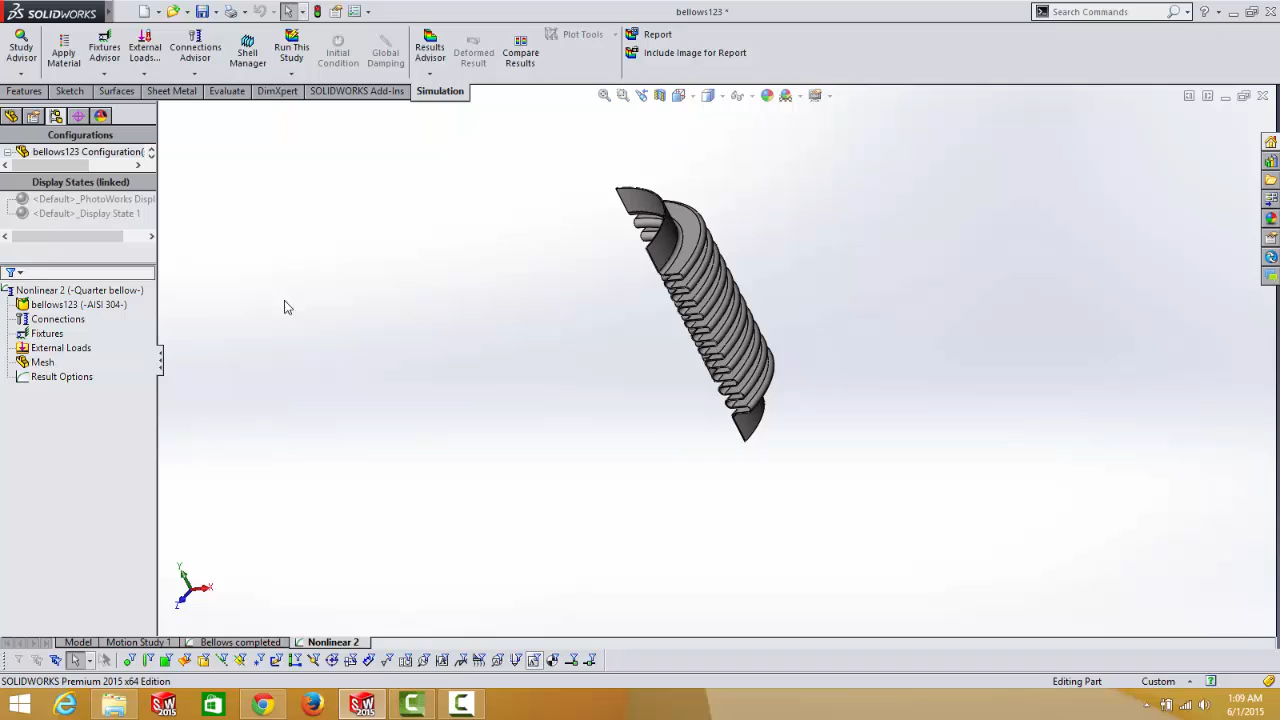 SOLIDWORKS
bellows123 *
Search Commands
Study Advisor
Apply Material
Fixtures Advisor
External Loads...
Connections Advisor
Shell Manager
Run This Study
Initial Condition
Global Damping
Results Advisor
Deformed Result
Compare Results
Plot Tools
Report
Include Image for Report
Features
Sketch
Surfaces
Sheet Metal
Evaluate
DimXpert
SOLIDWORKS Add-Ins
Simulation
Configurations
bellows123 Configuration(
Display States (linked)
<Default>_PhotoWorks Displ
<Default>_Display State 1
Nonlinear 2 (-Quarter bellow-)
bellows123 (-AISI 304-)
Connections
Fixtures
External Loads
Mesh
Result Options
Y
X
Z
Model
Motion Study 1
Bellows completed
Nonlinear 2
SOLIDWORKS Premium 2015 x64 Edition
Editing Part
Custom
1:09 AM
6/1/2015